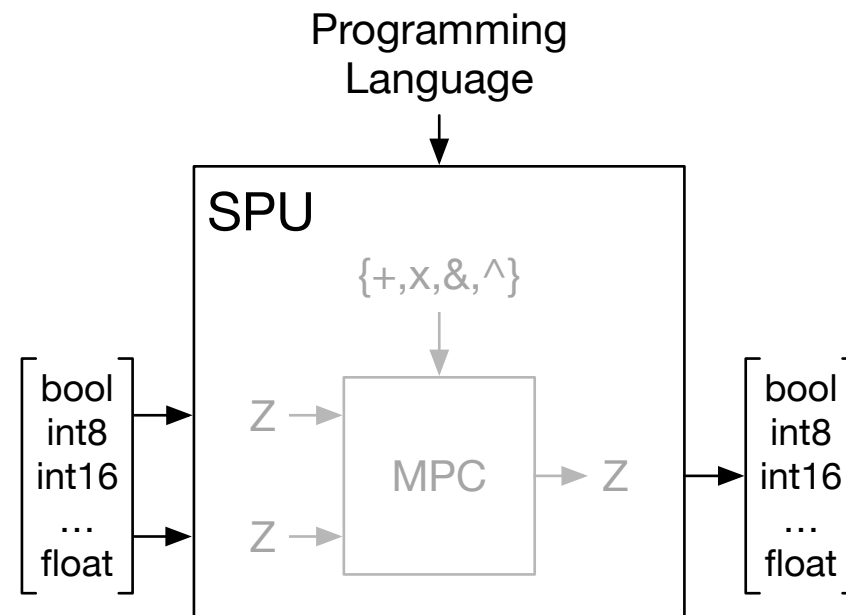 Programming
Language
SPU
{+,x,&,^}
bool
int8
int16
...
float
Z
Z
MPC
Z
bool
int8
int16
...
float